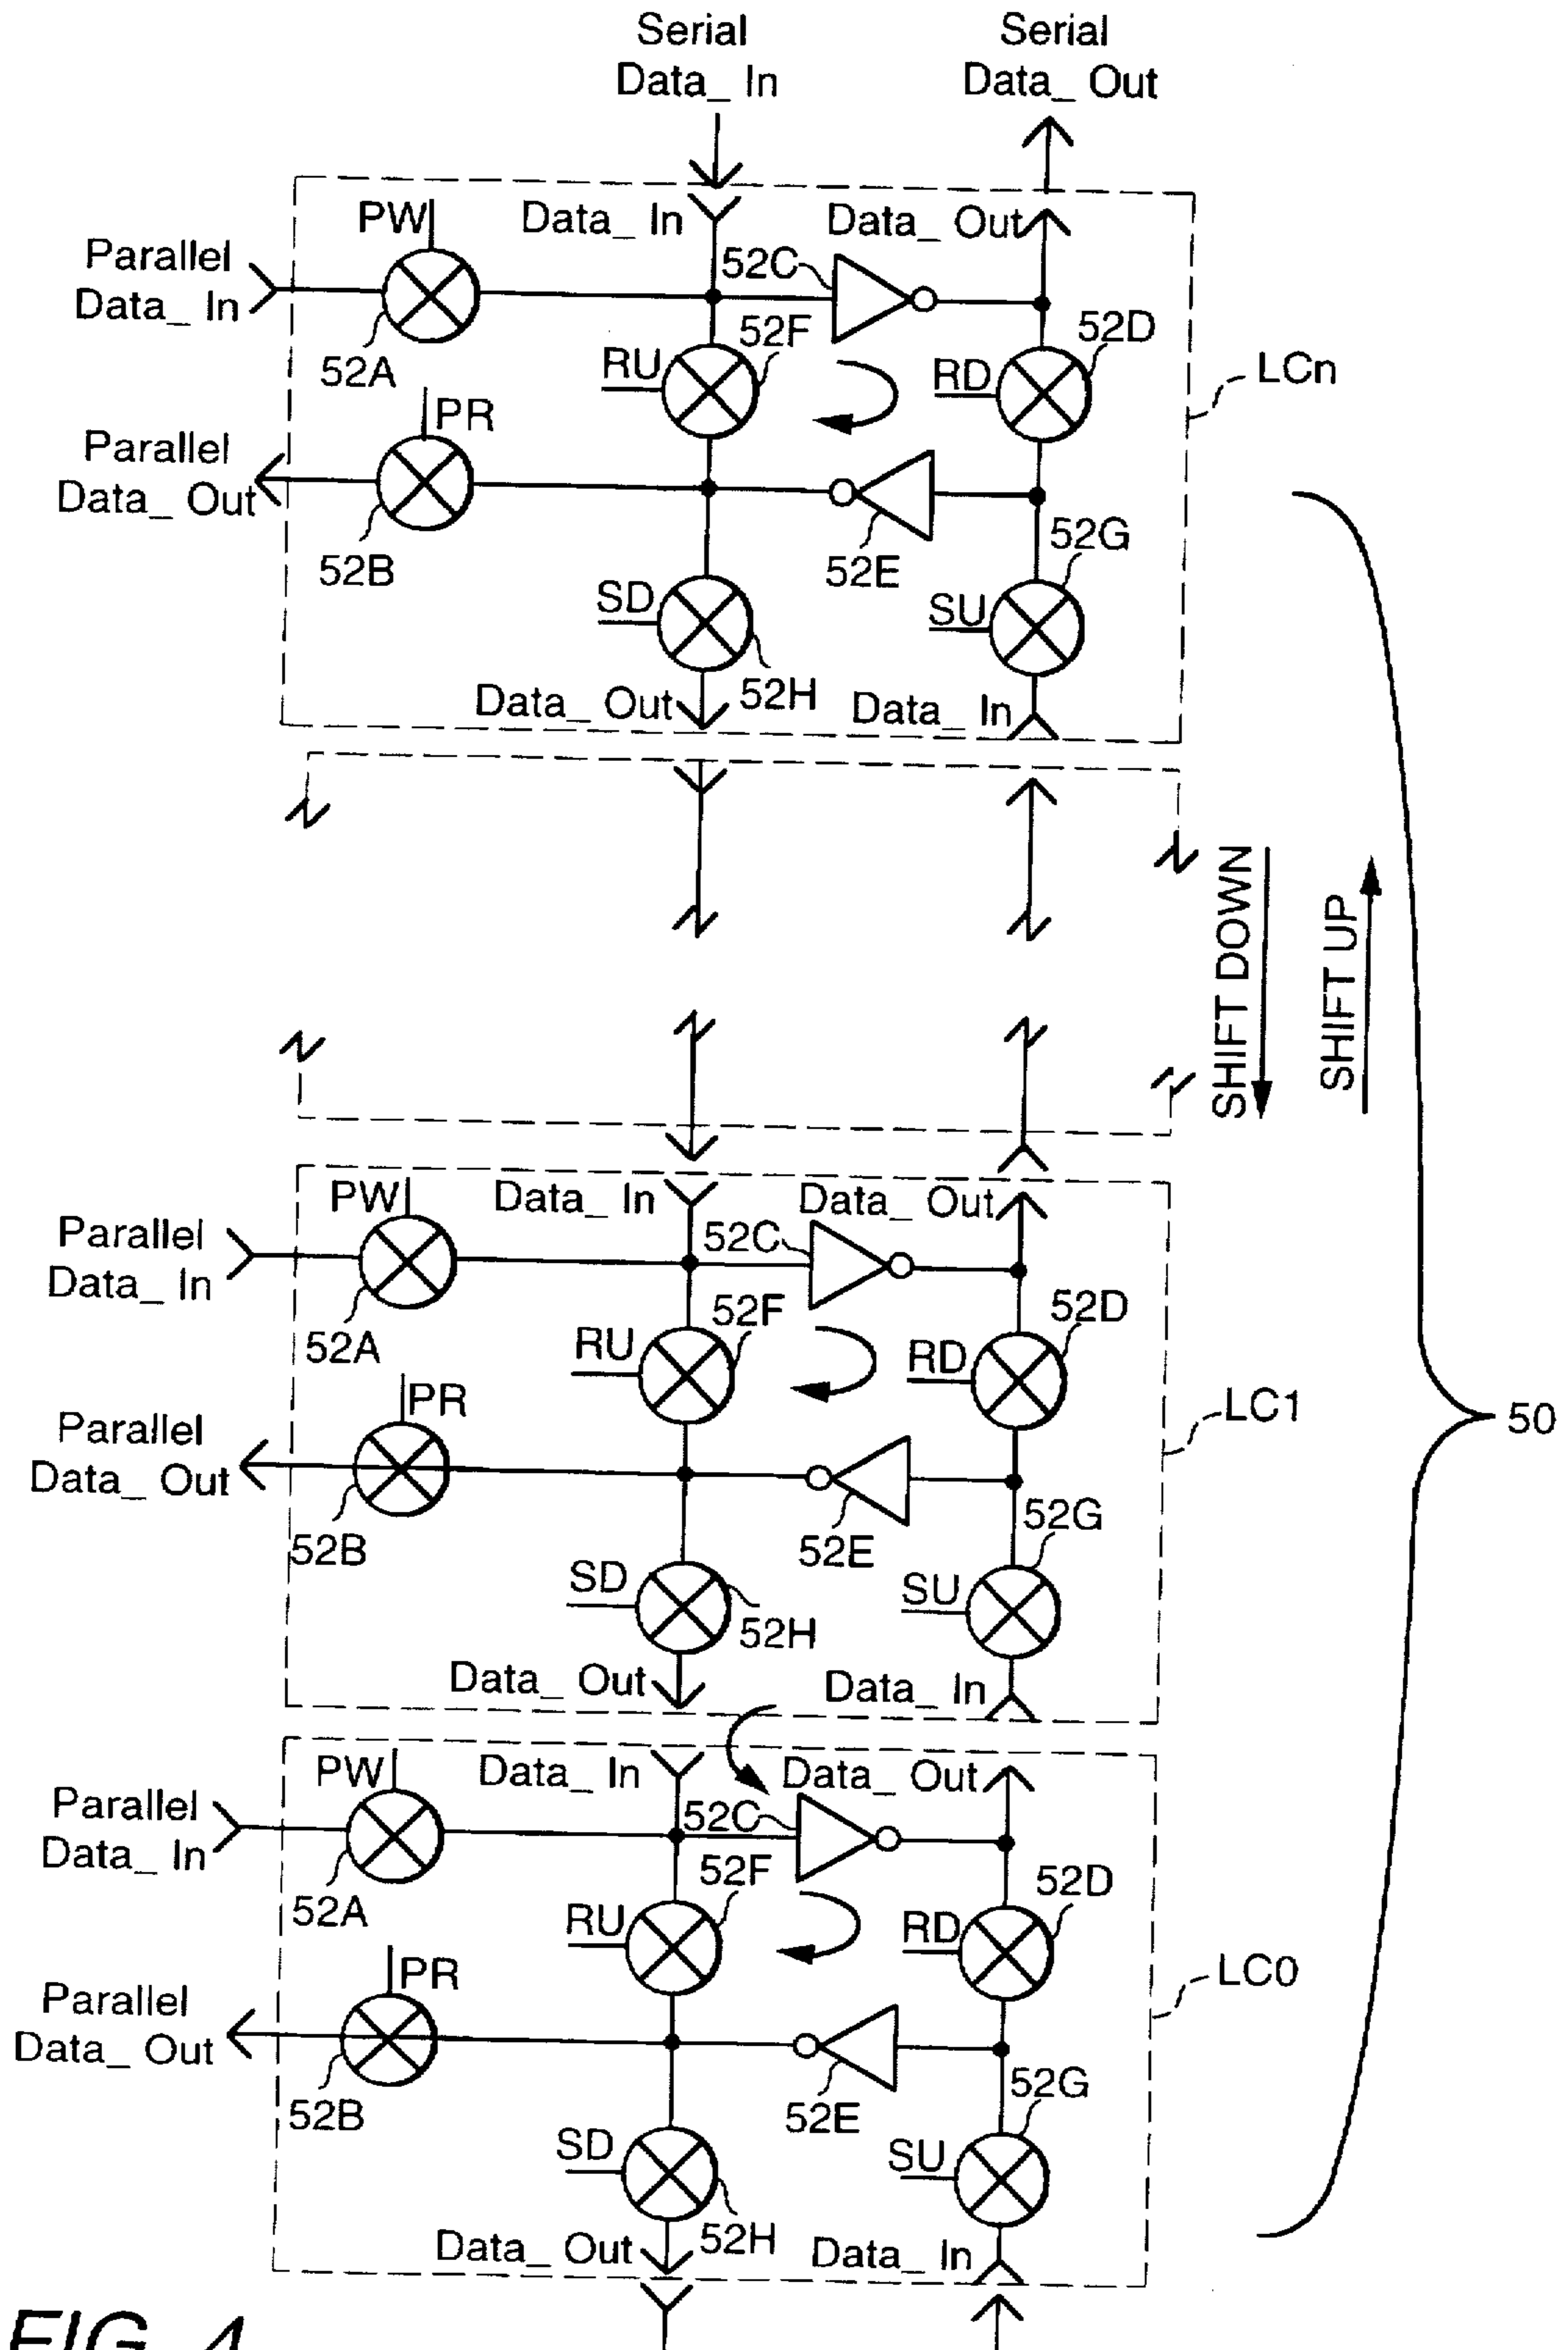 Serial
Data_ In
Serial
Data_ Out
PW
Data_ In
Data_ Out
Parallel
Data_ In
52C
52A
RU
52F
RD
52D
LCn
PR
Parallel
Data_ Out
52B
52E
52G
SD
SU
52H
Data_ Out
Data_ In
SHIFT DOWN
SHIFT UP
PW
Data_ In
Data_ Out
Parallel
Data_ In
52C
52A
RU
52F
RD
52D
LC1
50
PR
Parallel
Data_ Out
52B
52E
52G
SD
SU
52H
Data_ Out
Data_ In
PW
Data_ In
Data_ Out
Parallel
Data_ In
52C
52A
RU
52F
RD
52D
LC0
PR
Parallel
Data_ Out
52B
52E
52G
SD
SU
52H
Data_ Out
Data_ In
FIG. 4